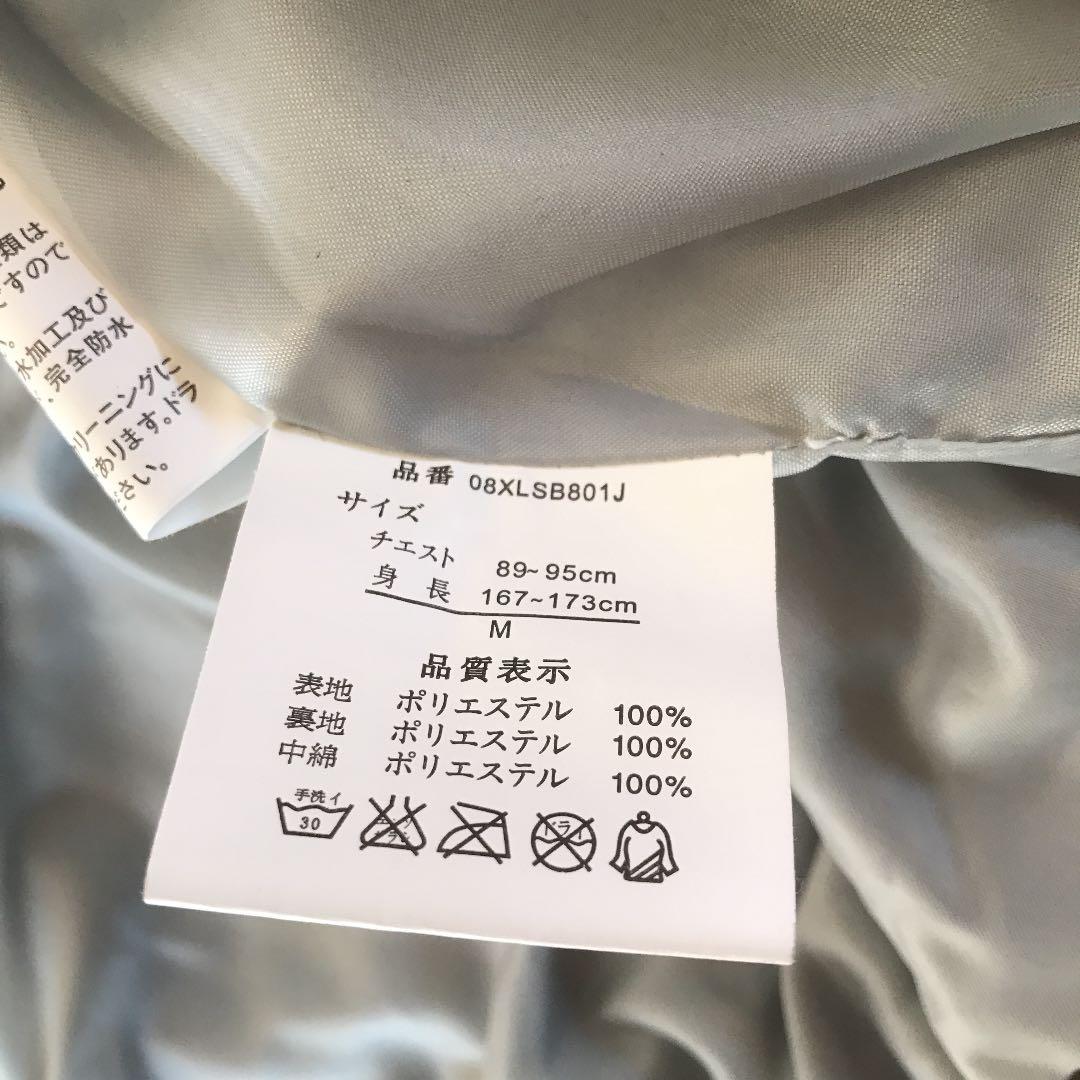 類は
ですので
水加工及び
、完全防水
リーニングに
あります。ドラ
ださい。
品番 08XLSB801J
サイズ
チェスト 89~95cm
身長 167~173cm
M
品質表示
表地 ポリエステル 100%
裏地 ポリエステル 100%
中綿 ポリエステル 100%
手洗イ
30
ドライ